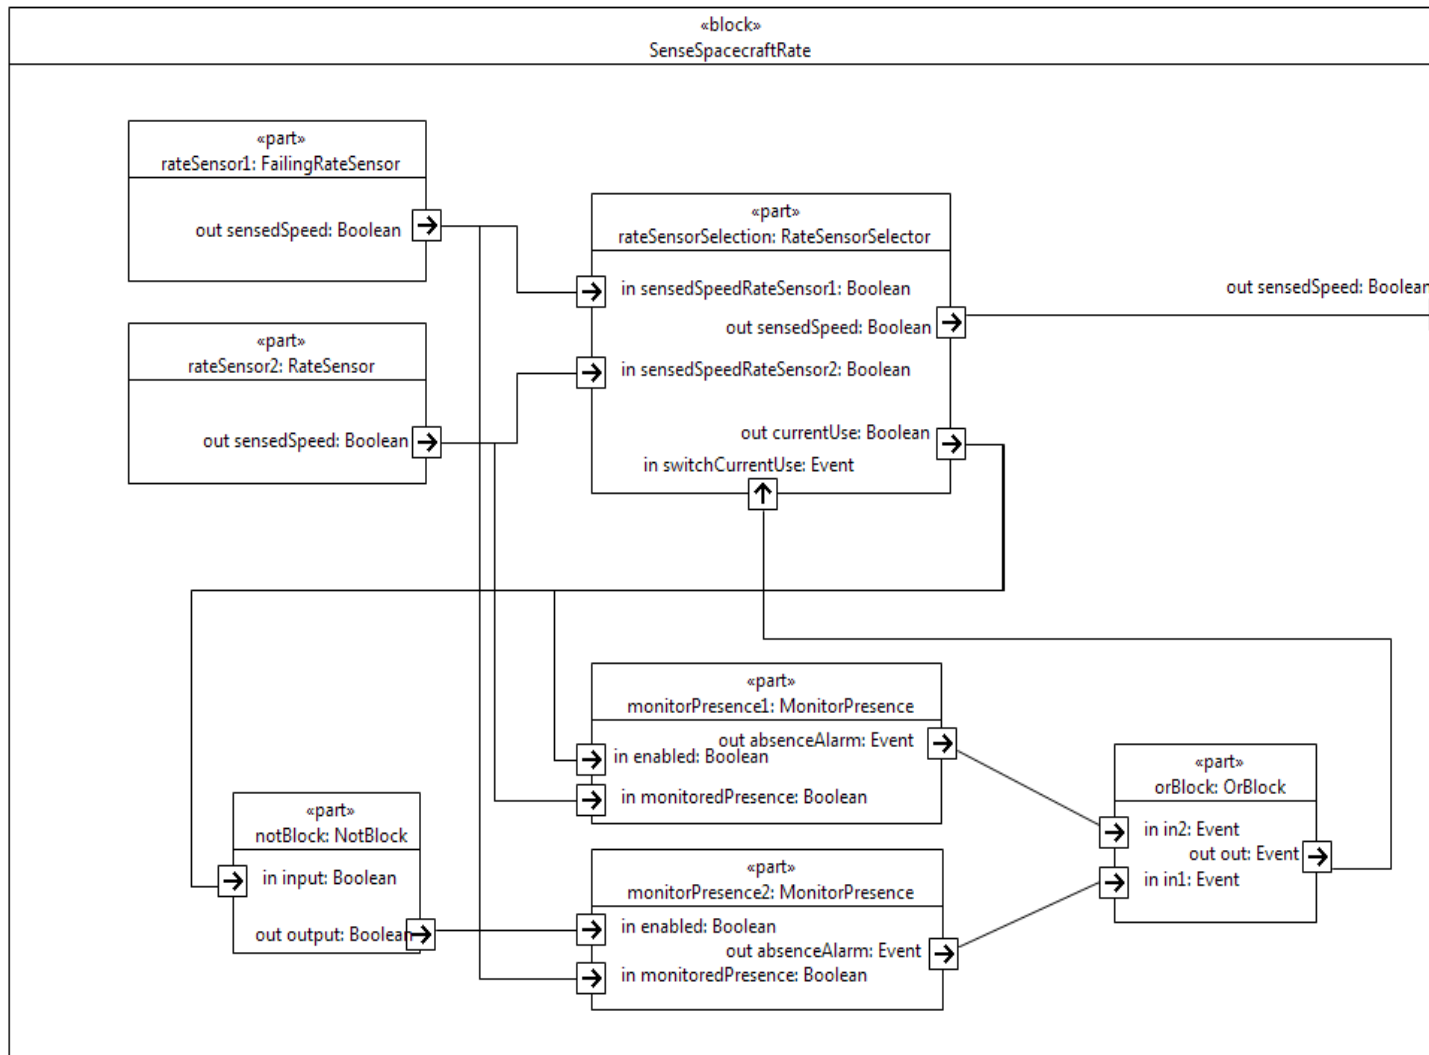 «block»
SenseSpacecraftRate
«part»
rateSensor1: FailingRateSensor
out sensedSpeed: Boolean
«part»
rateSensorSelection: RateSensorSelector
in sensedSpeedRateSensor1: Boolean
out sensedSpeed: Boolean
in sensedSpeedRateSensor2: Boolean
out currentUse: Boolean
in switchCurrentUse: Event
out sensedSpeed: Boolean
«part»
rateSensor2: RateSensor
out sensedSpeed: Boolean
«part»
monitorPresence1: MonitorPresence
out absenceAlarm: Event
in enabled: Boolean
in monitoredPresence: Boolean
«part»
orBlock: OrBlock
in in2: Event
out out: Event
in in1: Event
«part»
notBlock: NotBlock
in input: Boolean
out output: Boolean
«part»
monitorPresence2: MonitorPresence
in enabled: Boolean
out absenceAlarm: Event
in monitoredPresence: Boolean